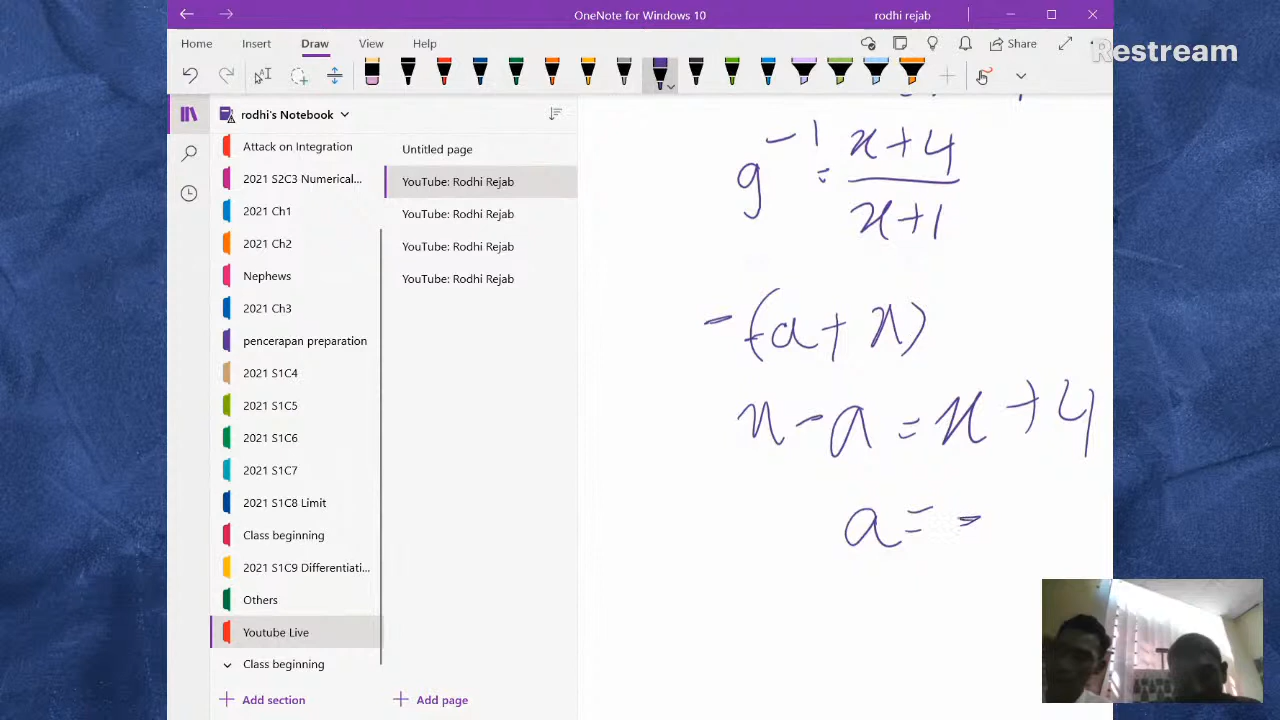 OneNote for Windows 10
rodhi rejab
Restream
Home Insert Draw View Help
Share
rodhi's Notebook
Attack on Integration
2021 S2C3 Numerical...
2021 Ch1
2021 Ch2
Nephews
2021 Ch3
pencerapan preparation
2021 S1C4
2021 S1C5
2021 S1C6
2021 S1C7
2021 S1C8 Limit
Class beginning
2021 S1C9 Differentiati...
Others
Youtube Live
Class beginning
Add section
Untitled page
YouTube: Rodhi Rejab
YouTube: Rodhi Rejab
YouTube: Rodhi Rejab
YouTube: Rodhi Rejab
Add page
g⁻¹ = x+4
x+1
-(a+x)
x-a=x+4
a=-